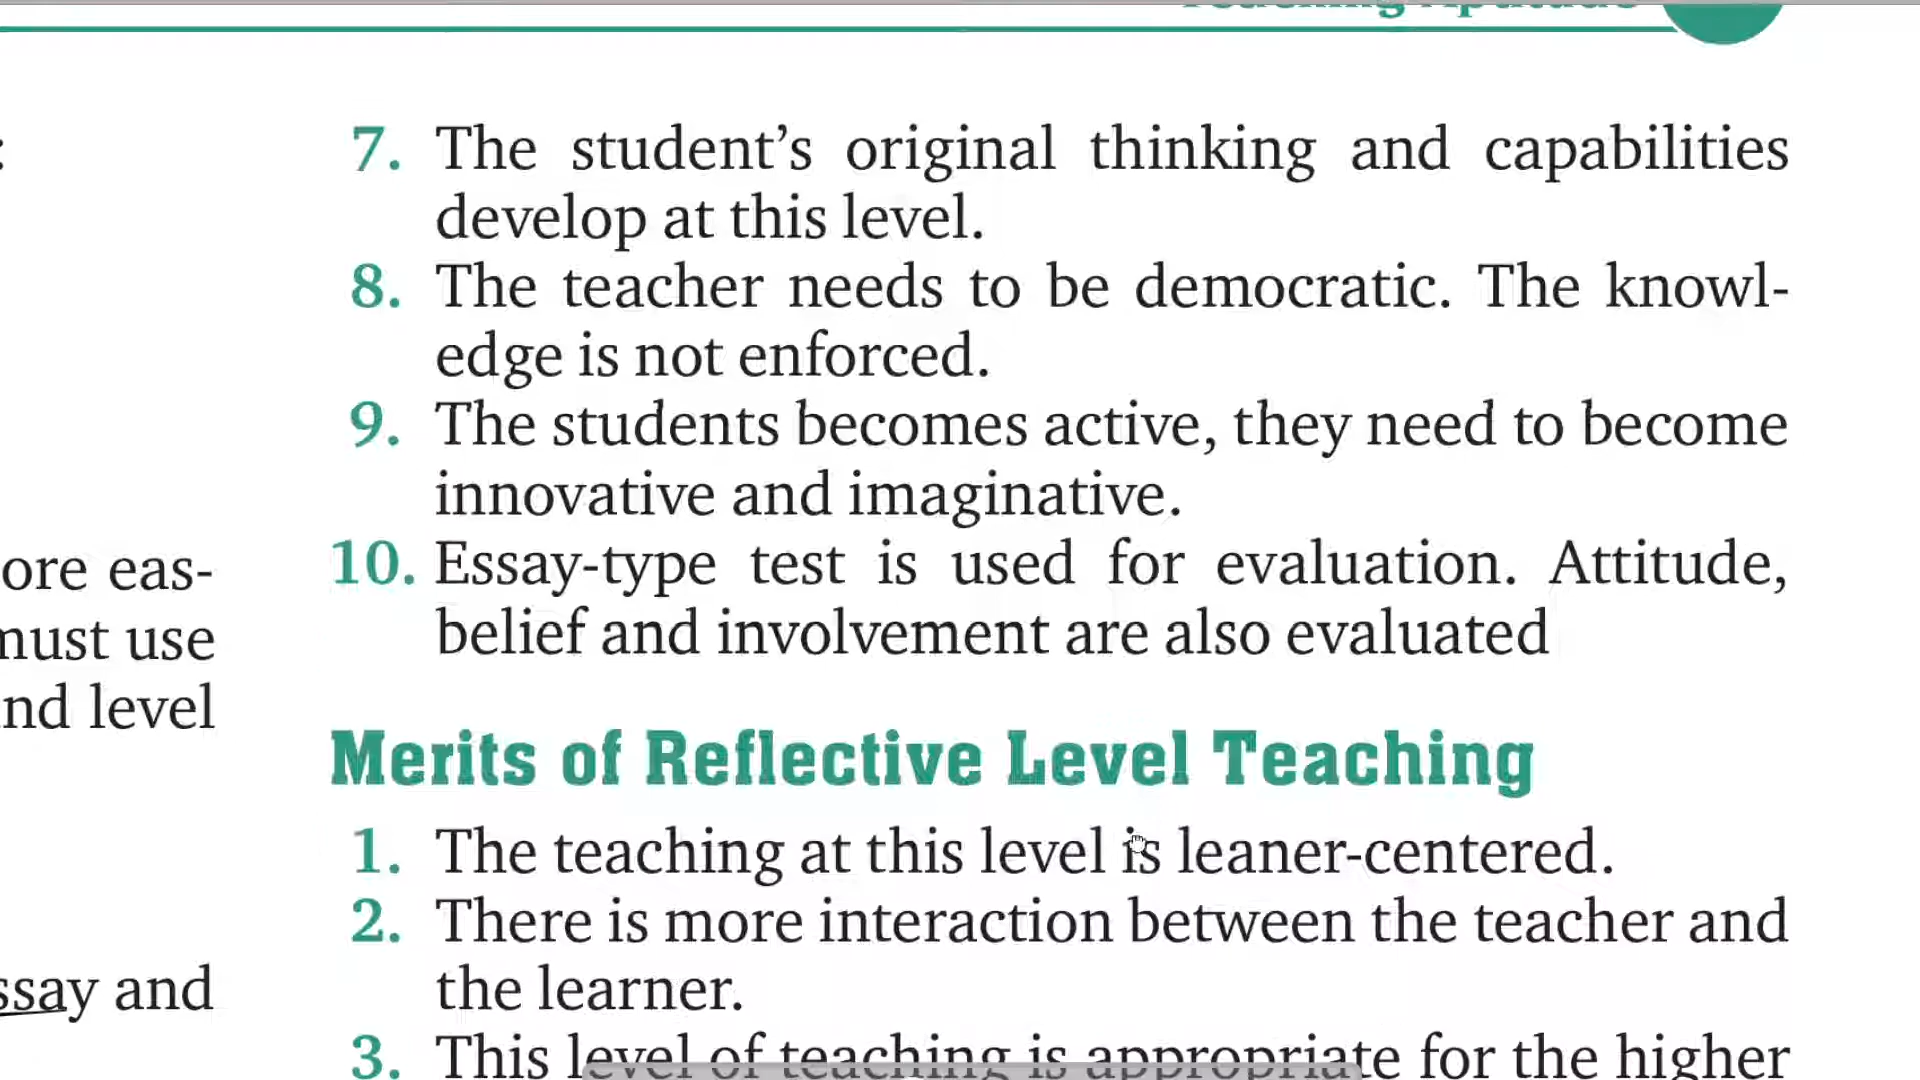 Teaching Aptitude
:
ore eas-
must use
nd level
ssay and
7. The student’s original thinking and capabilities
develop at this level.
8. The teacher needs to be democratic. The knowl-
edge is not enforced.
9. The students becomes active, they need to become
innovative and imaginative.
10. Essay-type test is used for evaluation. Attitude,
belief and involvement are also evaluated
Merits of Reflective Level Teaching
1. The teaching at this level is leaner-centered.
2. There is more interaction between the teacher and
the learner.
3. This level of teaching is appropriate for the higher